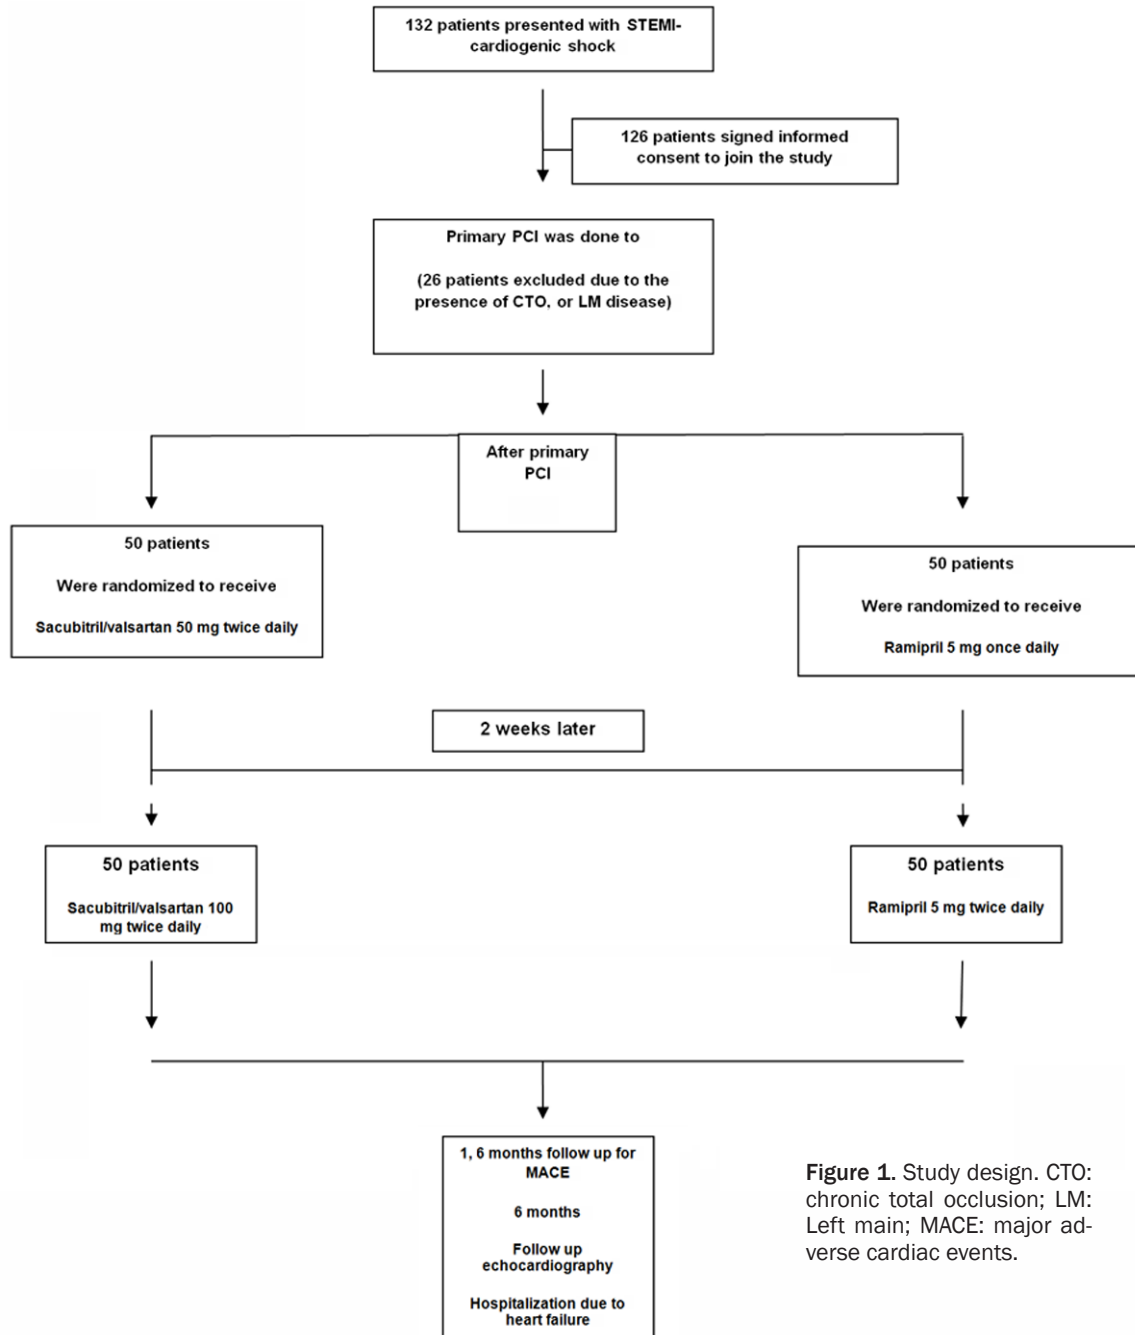 132 patients presented with STEMI-
cardiogenic shock
126 patients signed informed
consent to join the study
Primary PCI was done to
(26 patients excluded due to the
presence of CTO, or LM disease)
After primary
PCI
50 patients
Were randomized to receive
Sacubitril/valsartan 50 mg twice daily
50 patients
Were randomized to receive
Ramipril 5 mg once daily
2 weeks later
50 patients
Sacubitril/valsartan 100
mg twice daily
50 patients
Ramipril 5 mg twice daily
1, 6 months follow up for
MACE
6 months
Follow up
echocardiography
Hospitalization due to
heart failure
Figure 1. Study design. CTO:
chronic total occlusion; LM:
Left main; MACE: major ad-
verse cardiac events.